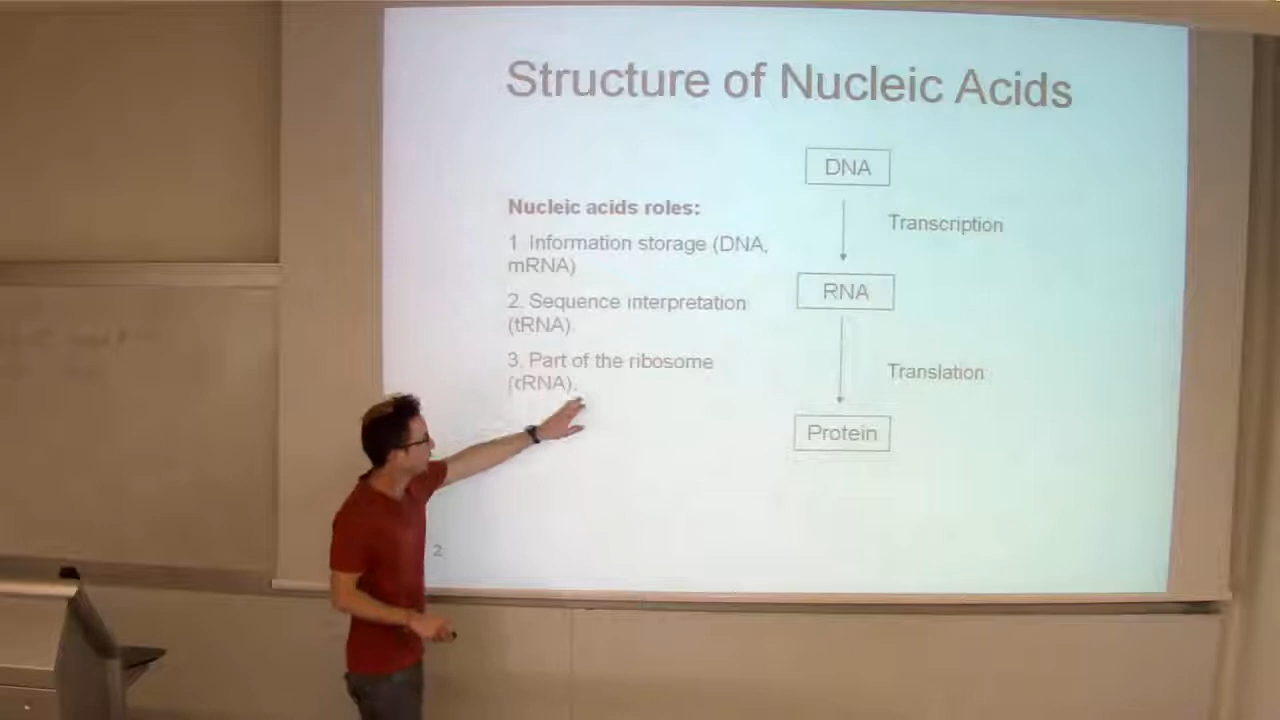 Structure of Nucleic Acids
Nucleic acids roles:
1. Information storage (DNA,
mRNA)
2. Sequence interpretation
(tRNA).
3. Part of the ribosome
(rRNA).
DNA
Transcription
RNA
Translation
Protein
2